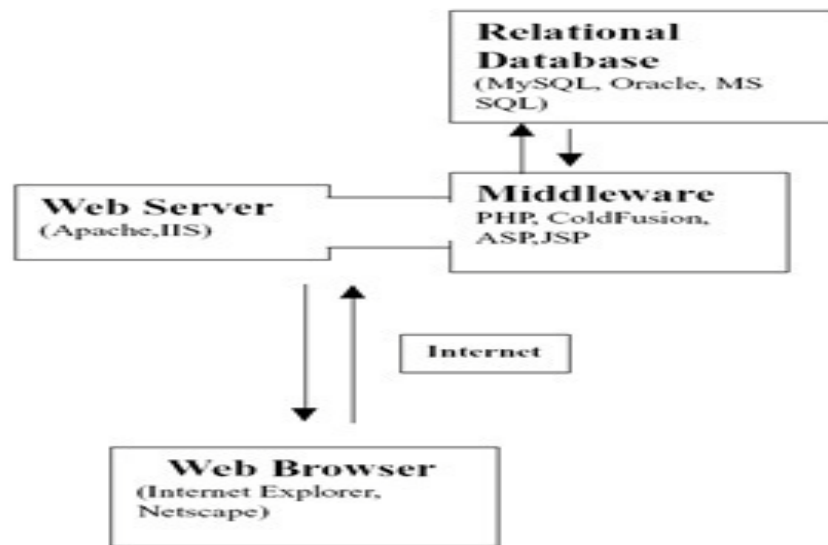 Relational
Database
(MySQL, Oracle, MS
SQL)
Web Server
(Apache,IIS)
Middleware
PHP, ColdFusion,
ASP,JSP
Internet
Web Browser
(Internet Explorer,
Netscape)